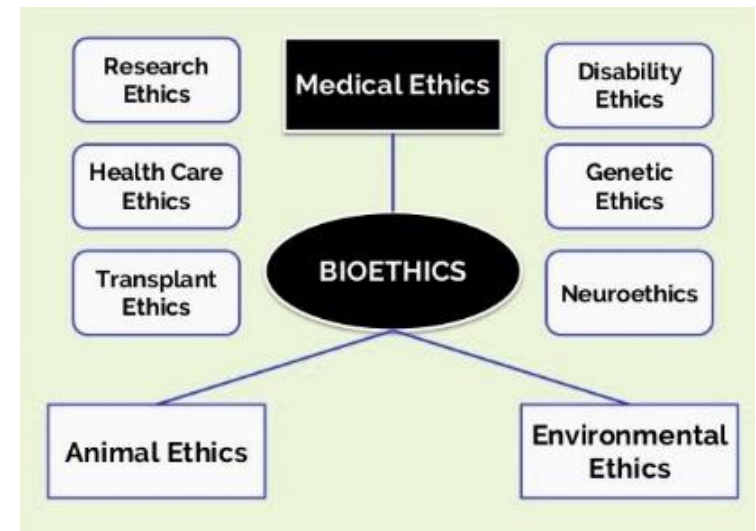 Research
Ethics
Medical Ethics
Disability
Ethics
Health Care
Ethics
Genetic
Ethics
Transplant
Ethics
BIOETHICS
Neuroethics
Animal Ethics
Environmental
Ethics